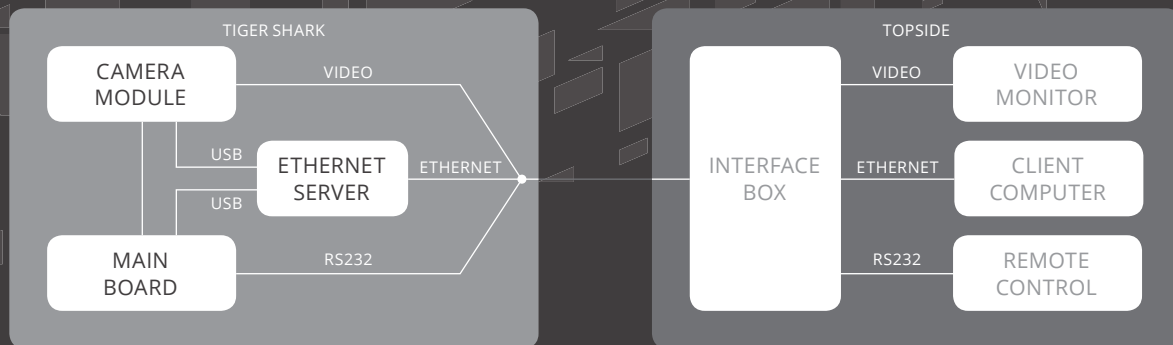 TIGER SHARK
CAMERA
MODULE
VIDEO
USB
ETHERNET
SERVER
ETHERNET
USB
MAIN
BOARD
RS232
TOPSIDE
INTERFACE
BOX
VIDEO
VIDEO
MONITOR
ETHERNET
CLIENT
COMPUTER
RS232
REMOTE
CONTROL